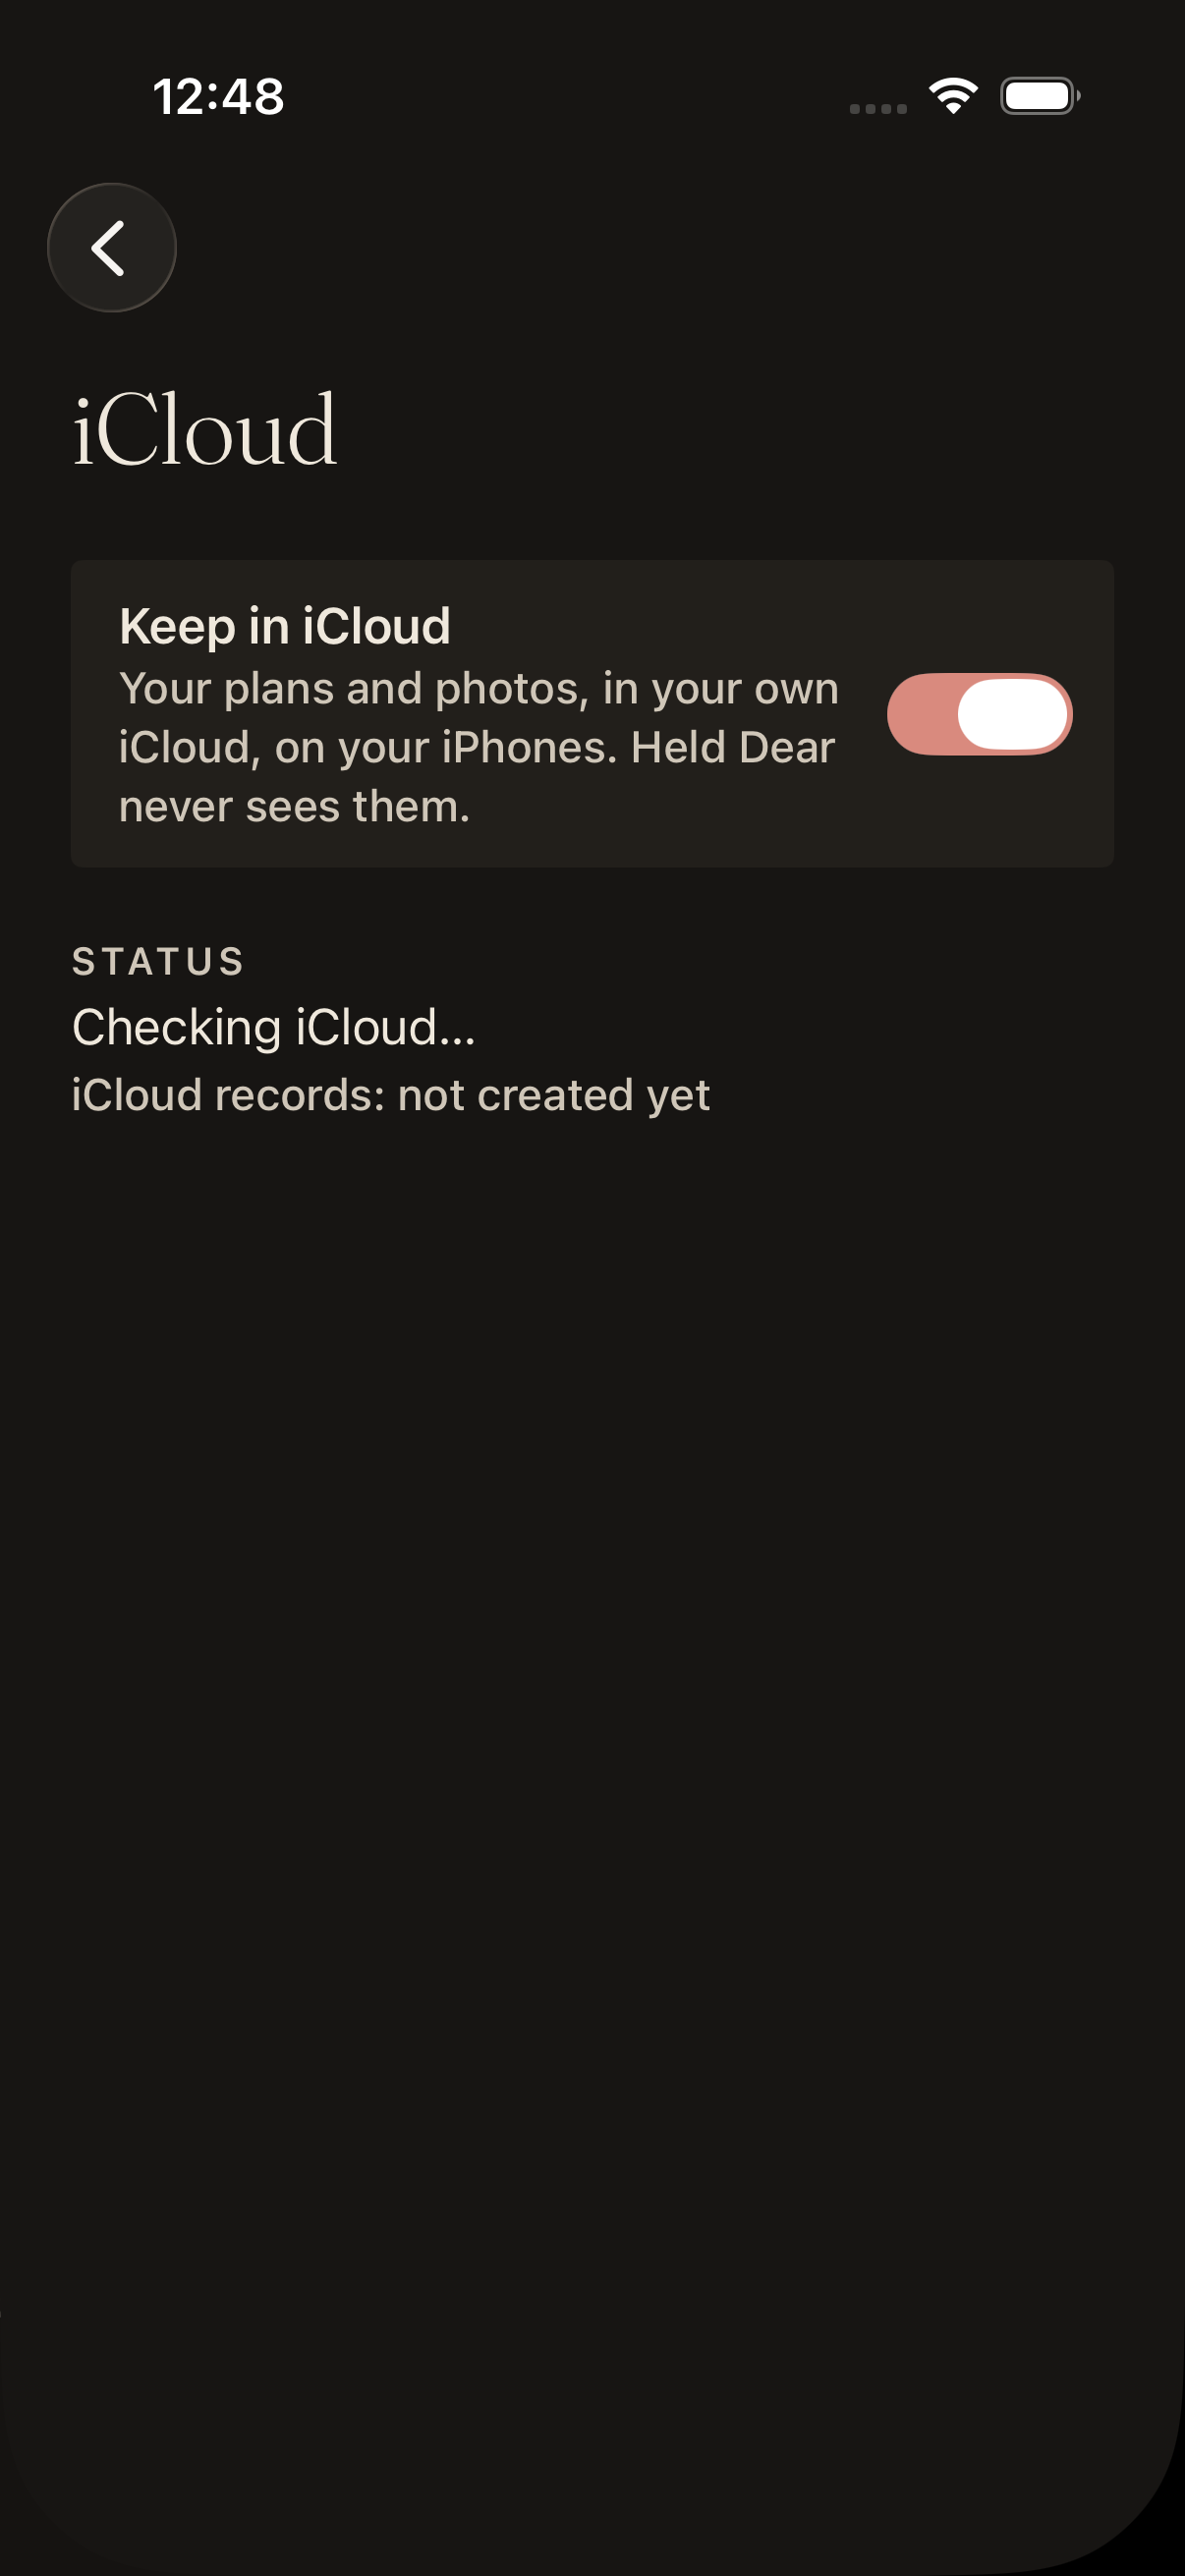 12:48
iCloud
Keep in iCloud
Your plans and photos, in your own
iCloud, on your iPhones. Held Dear
never sees them.
STATUS
Checking iCloud...
iCloud records: not created yet